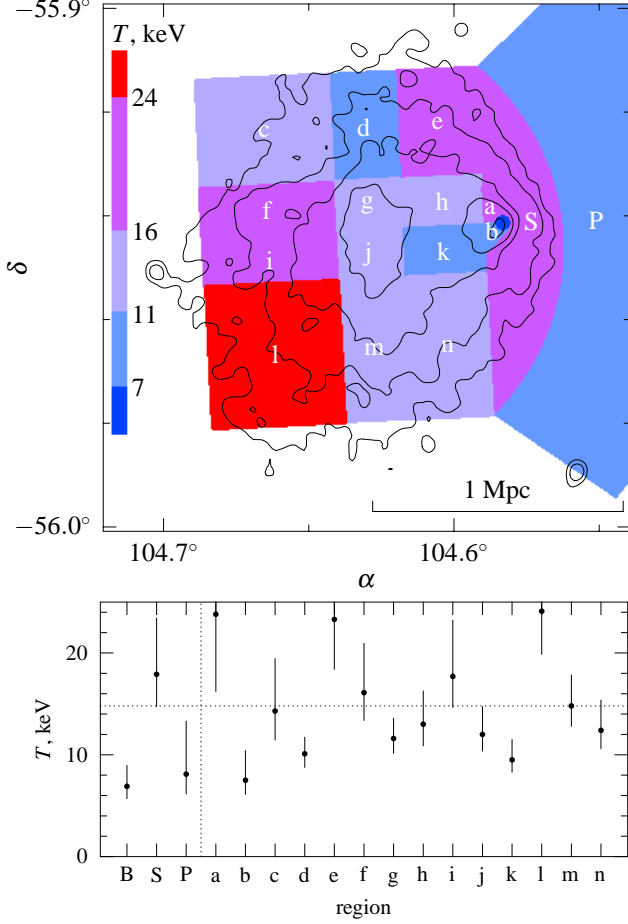 −55.9°
T, keV
24
16
11
7
c
d
e
f
g
h
a
S
P
b
i
j
k
l
m
n
δ
1 Mpc
−56.0°
104.7°
104.6°
α
20
10
0
T, keV
B S P a b c d e f g h i j k l m n
region